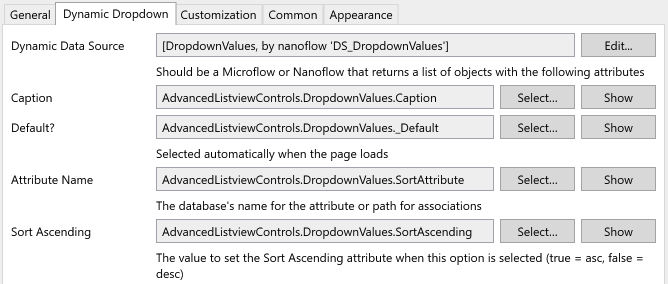 General Dynamic Dropdown Customization Common Appearance
Dynamic Data Source [DropdownValues, by nanoflow 'DS_DropdownValues'] Edit...
Should be a Microflow or Nanoflow that returns a list of objects with the following attributes
Caption AdvancedListviewControls.DropdownValues.Caption Select... Show
Default? AdvancedListviewControls.DropdownValues._Default Select... Show
Selected automatically when the page loads
Attribute Name AdvancedListviewControls.DropdownValues.SortAttribute Select... Show
The database's name for the attribute or path for associations
Sort Ascending AdvancedListviewControls.DropdownValues.SortAscending Select... Show
The value to set the Sort Ascending attribute when this option is selected (true = asc, false =
desc)